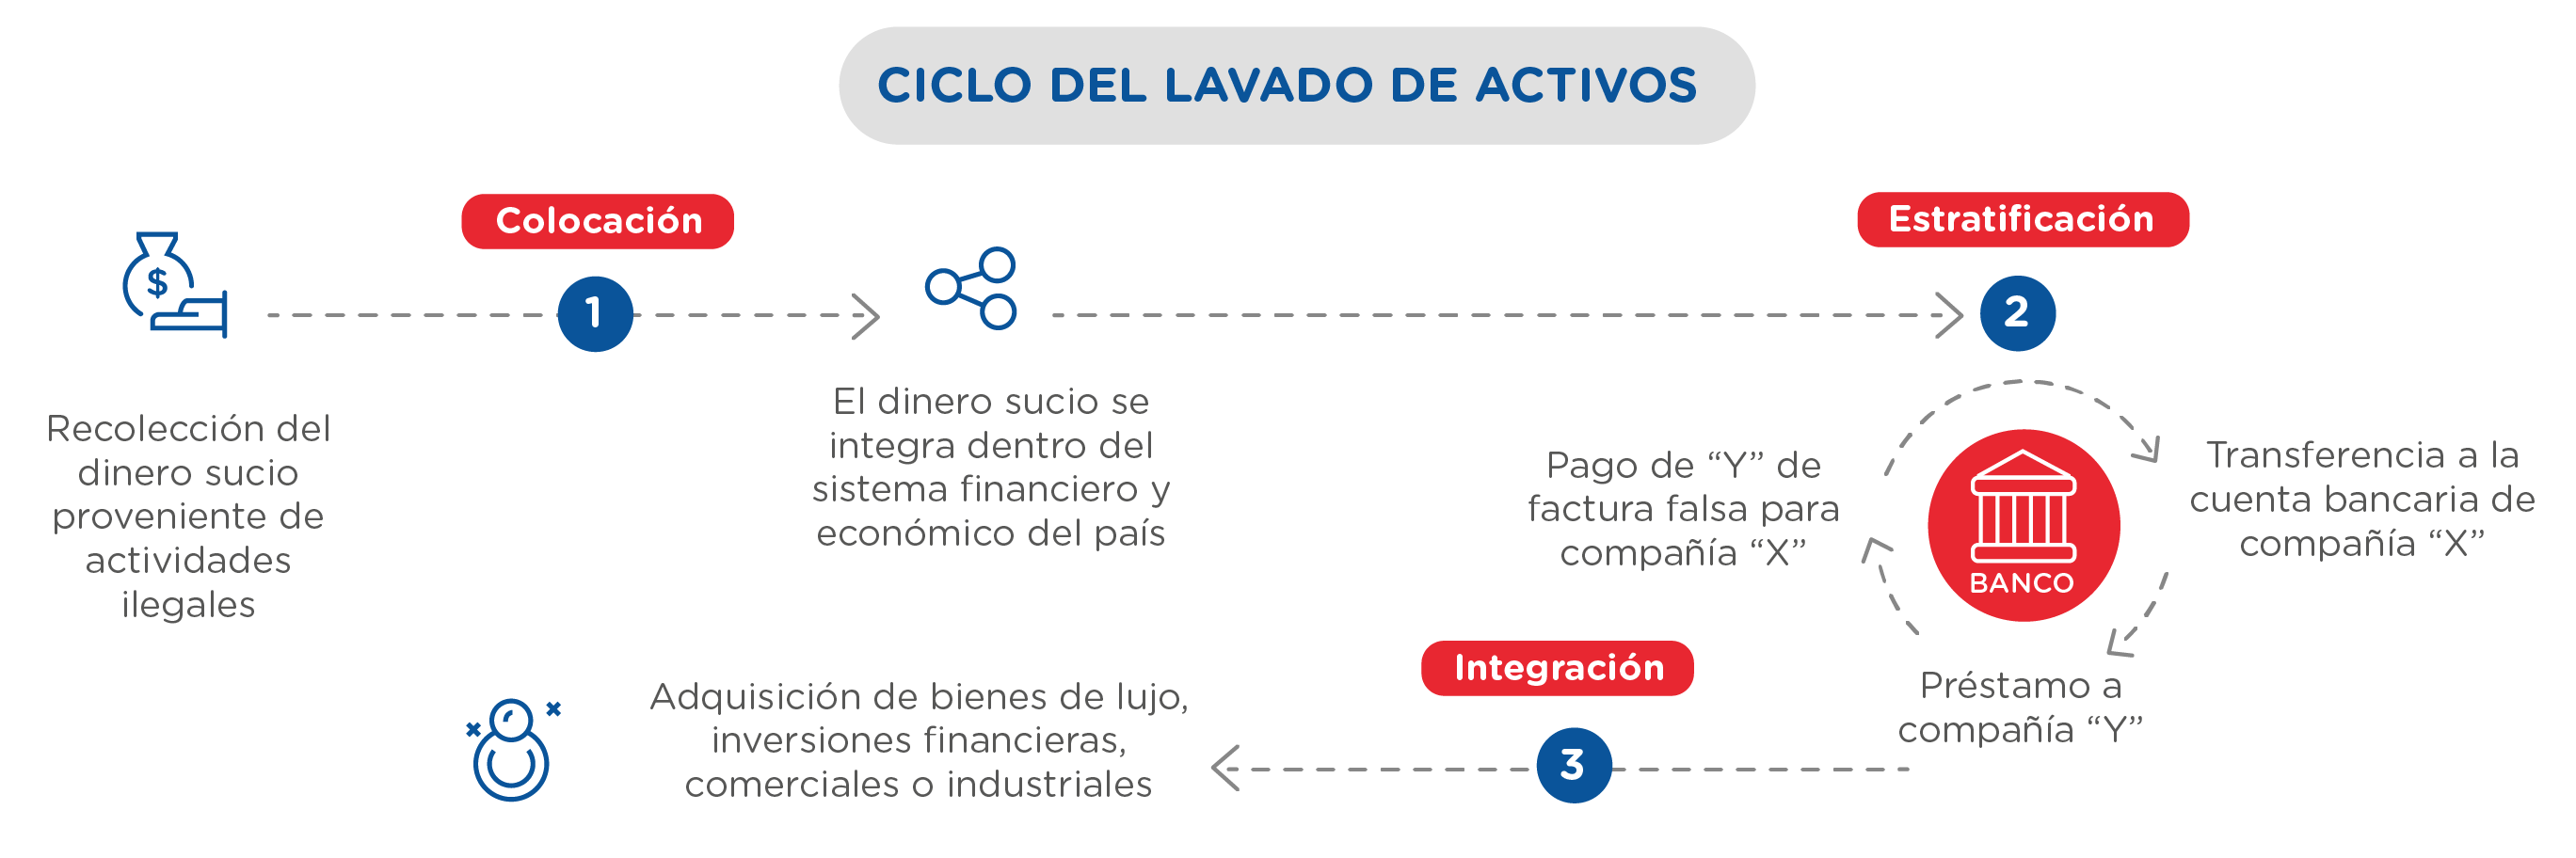 CICLO DEL LAVADO DE ACTIVOS
$
Recolección del
dinero sucio
proveniente de
actividades
ilegales
Colocación
1
El dinero sucio se
integra dentro del
sistema financiero y
económico del país
Estratificación
2
Transferencia a la
cuenta bancaria de
compañía “X”
Préstamo a
compañía “Y”
Pago de “Y” de
factura falsa para
compañía “X”
BANCO
Integración
3
Adquisición de bienes de lujo,
inversiones financieras,
comerciales o industriales